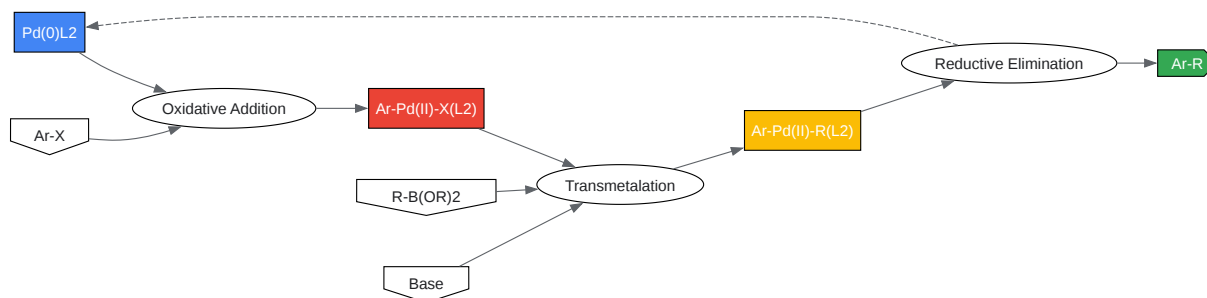 Pd(0)L2
Oxidative Addition
Ar-X
Ar-Pd(II)-X(L2)
R-B(OR)2
Base
Transmetalation
Ar-Pd(II)-R(L2)
Reductive Elimination
Ar-R